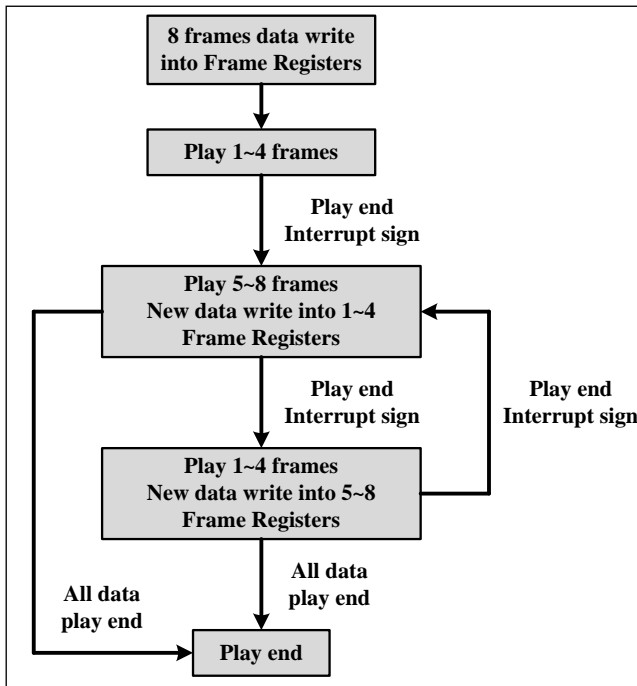 8 frames data write
into Frame Registers
Play 1~4 frames
Play end
Interrupt sign
Play 5~8 frames
New data write into 1~4
Frame Registers
Play end
Interrupt sign
Play end
Interrupt sign
Play 1~4 frames
New data write into 5~8
Frame Registers
All data
play end
All data
play end
Play end